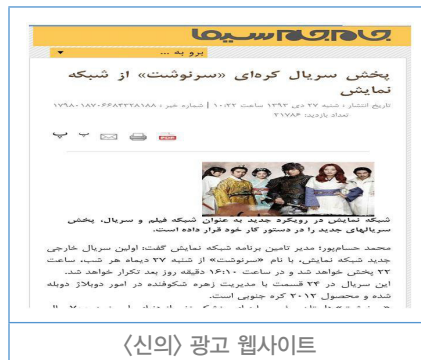 جام‌جم‌سیما
برو به ...
پخش سریال کره‌ای «سرنوشت» از شبکه
نمایش
تاریخ انتشار : شنبه ۲۷ دی ۱۳۹۳ ساعت ۱۰:۲۲ | شماره خبر : ۱۷۹۸۰۱۸۷۰۶۶۸۴۳۲۸۱۸۸
تعداد بازدید: ۲۱۷۸۶
PDF
شبکه نمایش در رویکرد جدید به عنوان شبکه فیلم و سریال، پخش
سریالهای جدید را در دستور کار خود قرار داده است.
محمد حسام‌پور؛ مدیر تامین برنامه شبکه نمایش گفت: اولین سریال خارجی
جدید شبکه نمایش، با نام «سرنوشت» از شنبه ۲۷ دیماه هر شب، ساعت
۲۲ پخش خواهد شد و در ساعت ۱۶:۱۰ دقیقه روز بعد تکرار خواهد شد.
این سریال در ۲۴ قسمت با مدیریت زهره شکوفنده در امور دوبلاژ دوبله
شده و محصول ۲۰۱۲ کره جنوبی است.
〈신의〉 광고 웹사이트